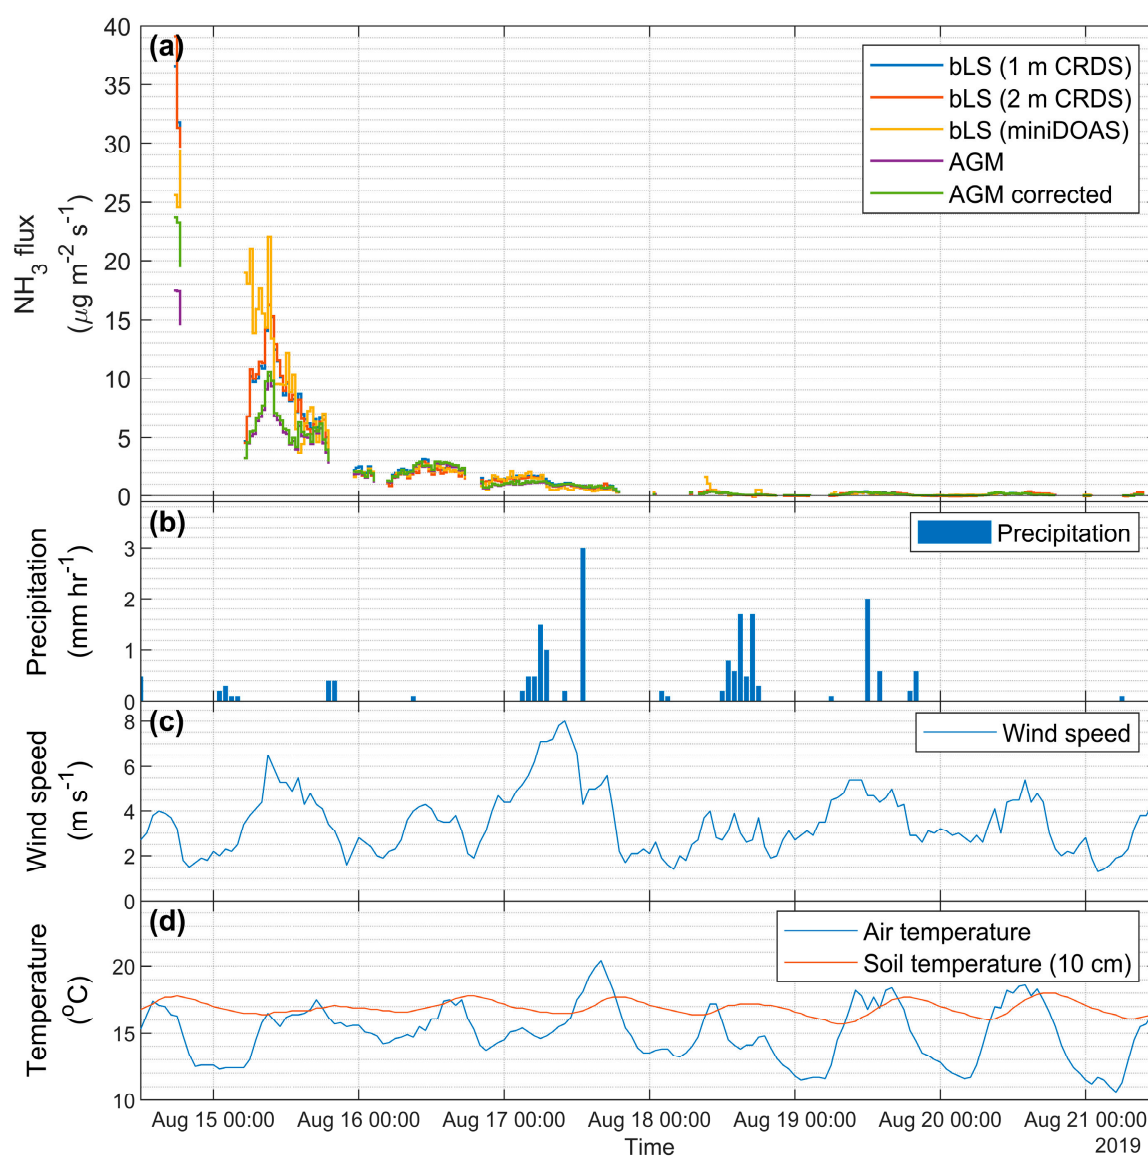 (a)
40
35
30
25
20
15
10
5
0
NH3 flux
(μg m-2 s-1)
bLS (1 m CRDS)
bLS (2 m CRDS)
bLS (miniDOAS)
AGM
AGM corrected
(b)
3
2
1
0
Precipitation
(mm hr-1)
Precipitation
(c)
8
6
4
2
0
Wind speed
(m s-1)
Wind speed
(d)
20
15
10
Temperature
(oC)
Air temperature
Soil temperature (10 cm)
Aug 15 00:00 Aug 16 00:00 Aug 17 00:00 Aug 18 00:00 Aug 19 00:00 Aug 20 00:00 Aug 21 00:00
Time
2019